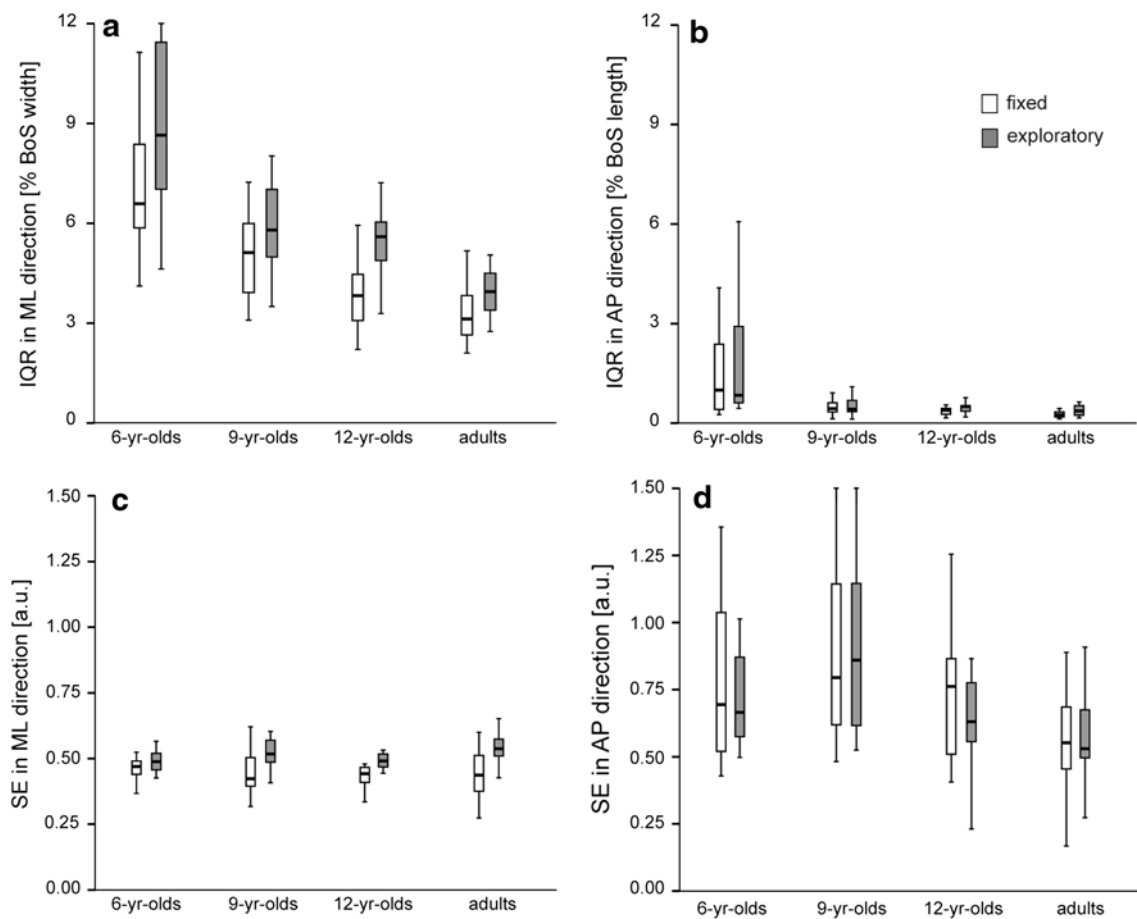 a
IQR in ML direction [% BoS width]
12
9
6
3
0
6-yr-olds 9-yr-olds 12-yr-olds adults
b
IQR in AP direction [% BoS length]
12
9
6
3
0
fixed
exploratory
6-yr-olds 9-yr-olds 12-yr-olds adults
c
SE in ML direction [a.u.]
1.50
1.25
1.00
0.75
0.50
0.25
0.00
6-yr-olds 9-yr-olds 12-yr-olds adults
d
SE in AP direction [a.u.]
1.50
1.25
1.00
0.75
0.50
0.25
0.00
6-yr-olds 9-yr-olds 12-yr-olds adults